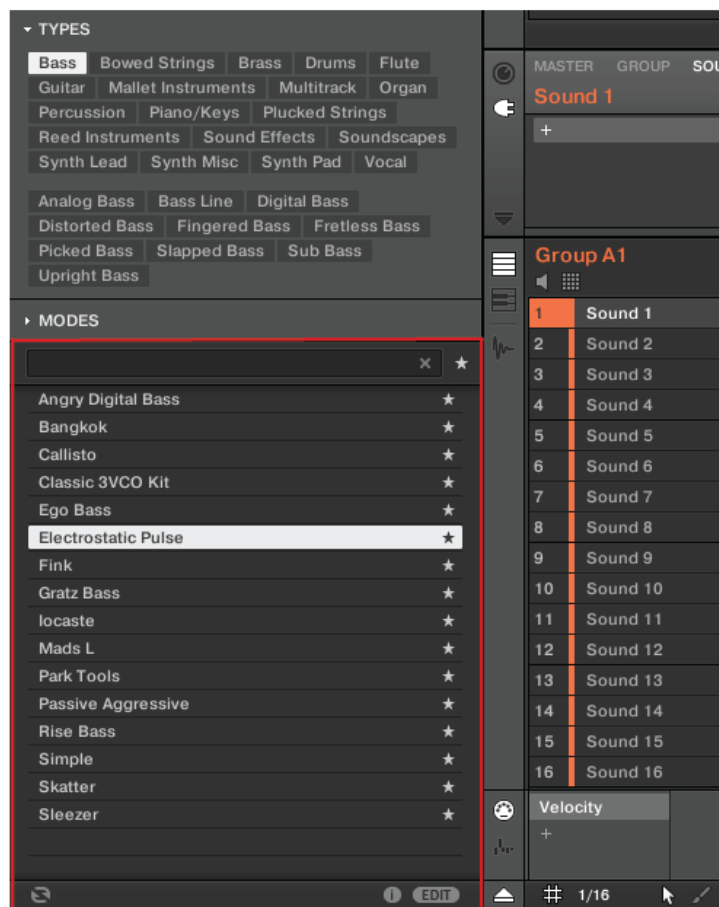 TYPES
Bass Bowed Strings Brass Drums Flute
Guitar Mallet Instruments Multitrack Organ
Percussion Piano/Keys Plucked Strings
Reed Instruments Sound Effects Soundscapes
Synth Lead Synth Misc Synth Pad Vocal
Analog Bass Bass Line Digital Bass
Distorted Bass Fingered Bass Fretless Bass
Picked Bass Slapped Bass Sub Bass
Upright Bass
MODES
Angry Digital Bass
Bangkok
Callisto
Classic 3VCO Kit
Ego Bass
Electrostatic Pulse
Fink
Gratz Bass
locaste
Mads L
Park Tools
Passive Aggressive
Rise Bass
Simple
Skatter
Sleezer
EDIT
MASTER GROUP SOU
Sound 1
+
Group A1
1 Sound 1
2 Sound 2
3 Sound 3
4 Sound 4
5 Sound 5
6 Sound 6
7 Sound 7
8 Sound 8
9 Sound 9
10 Sound 10
11 Sound 11
12 Sound 12
13 Sound 13
14 Sound 14
15 Sound 15
16 Sound 16
Velocity
+
1/16